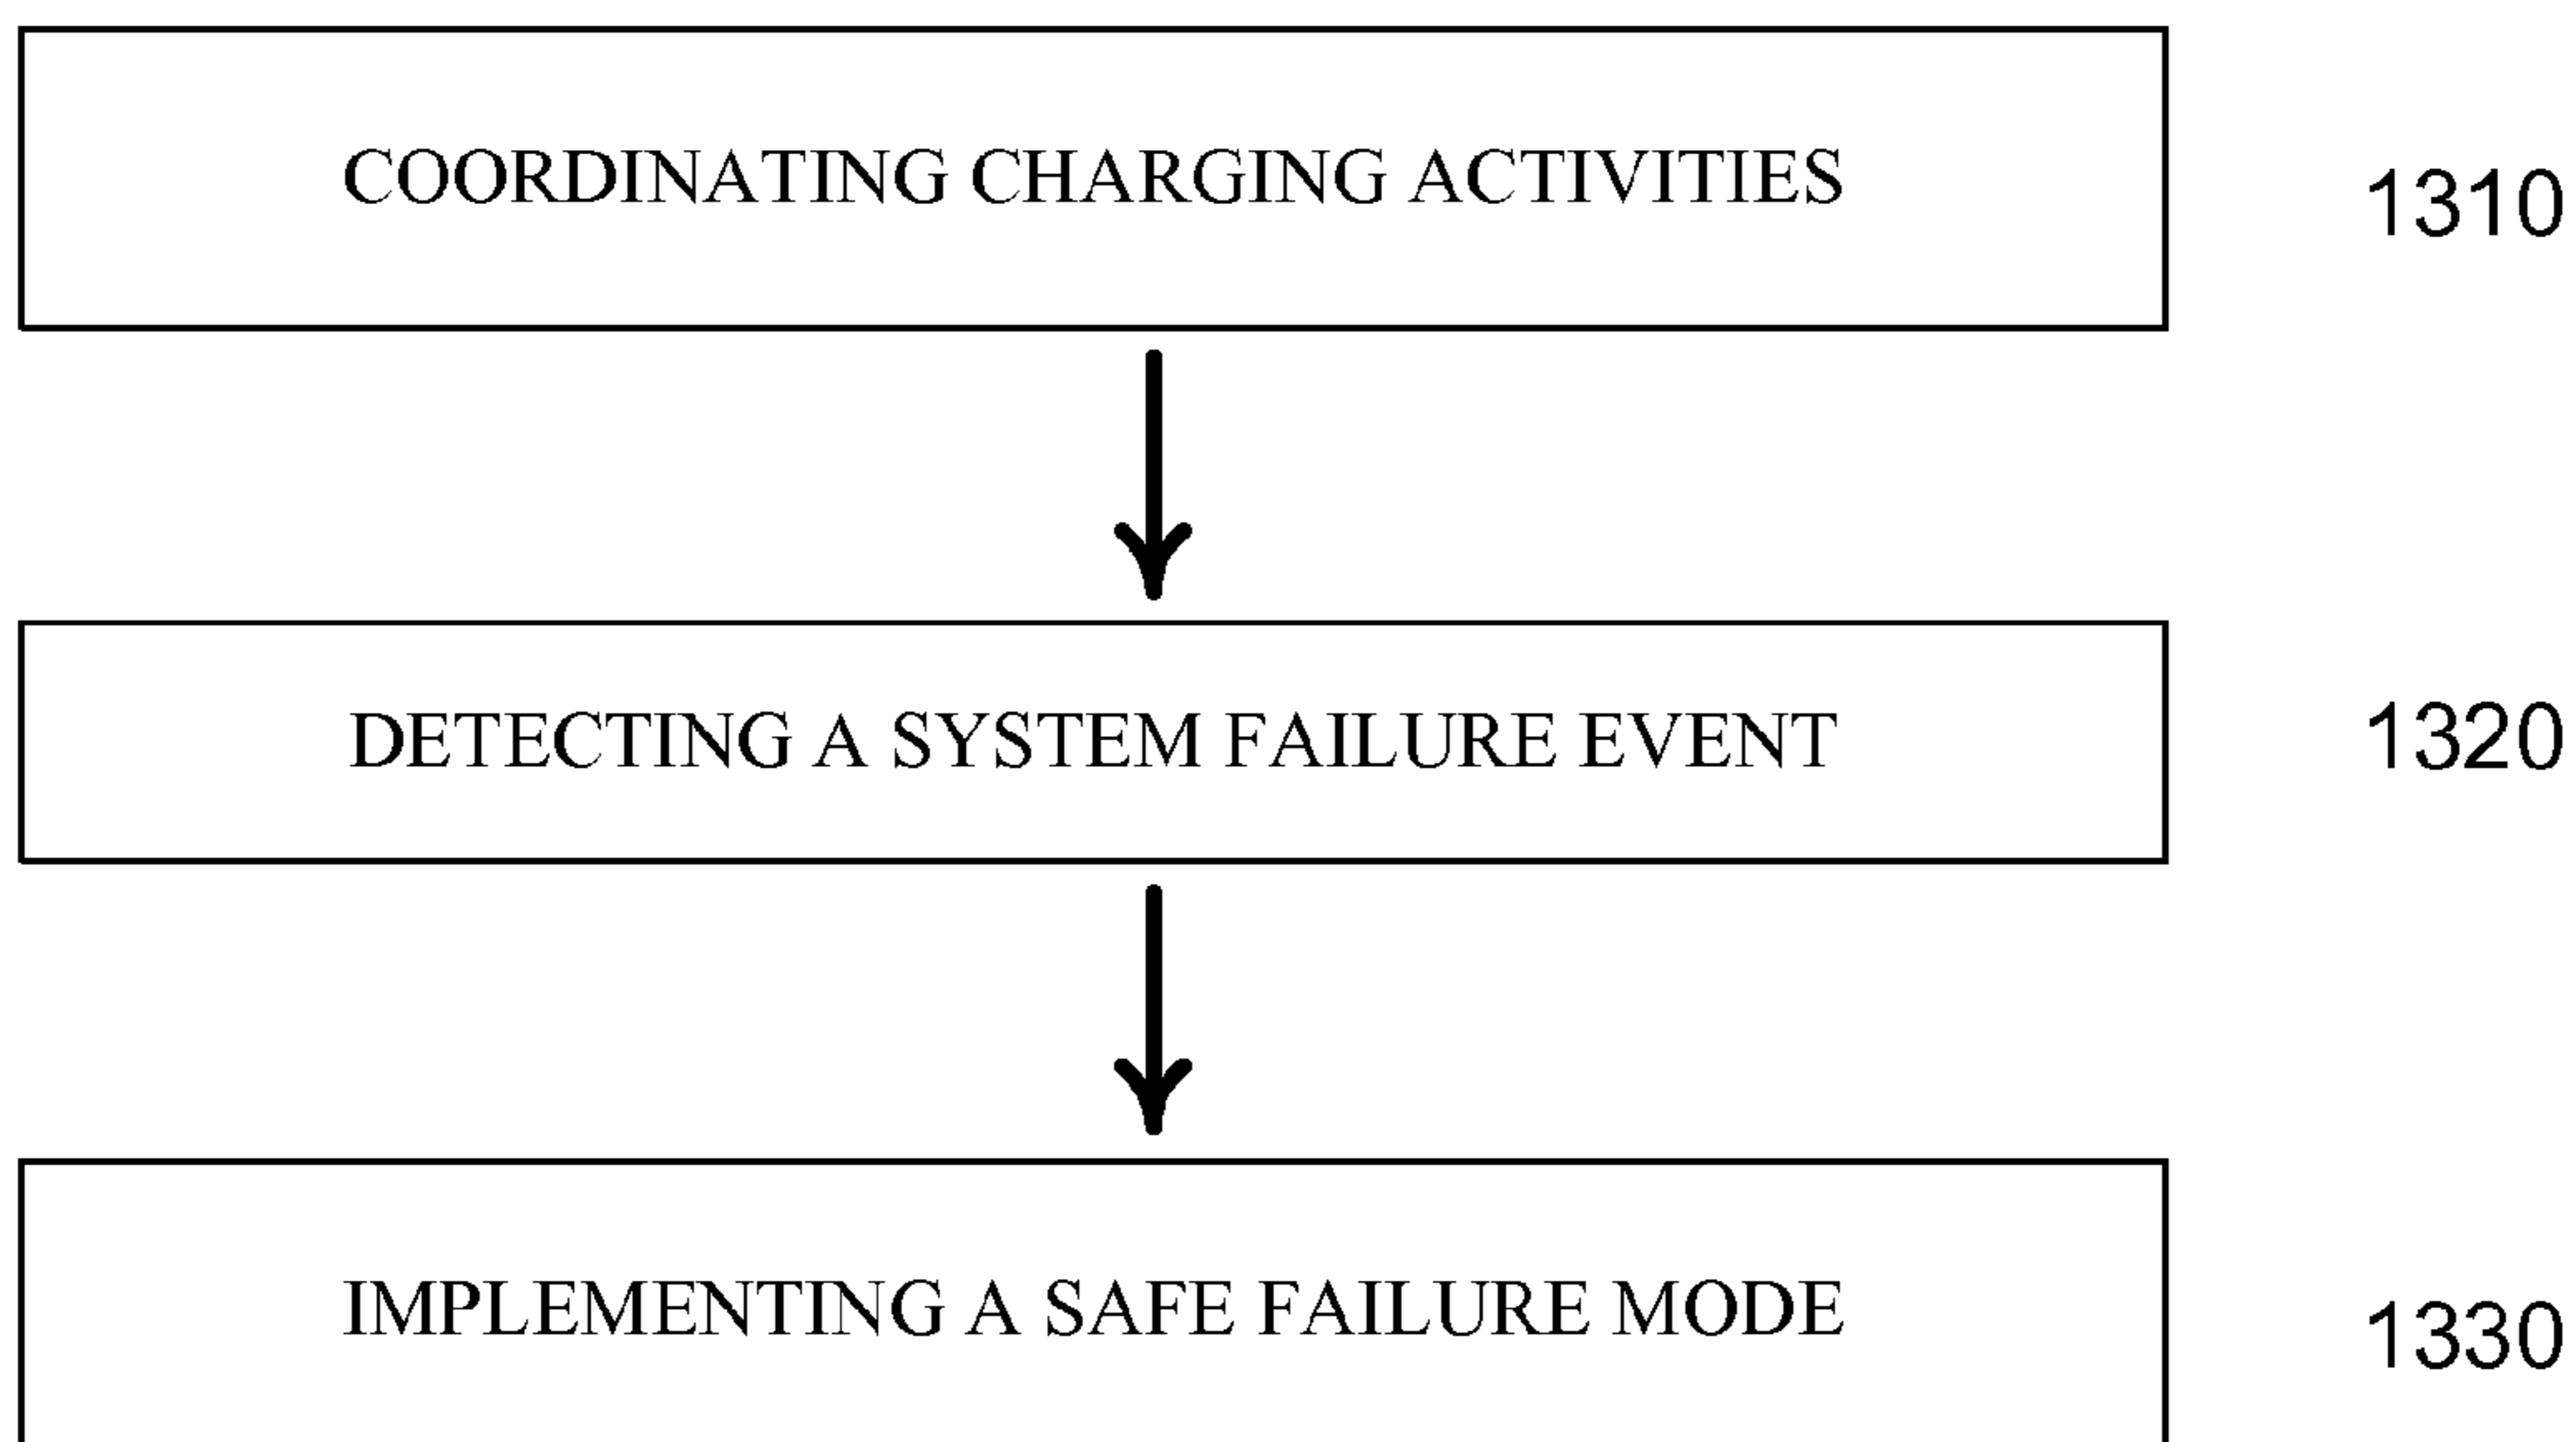 COORDINATING CHARGING ACTIVITIES 1310
DETECTING A SYSTEM FAILURE EVENT 1320
IMPLEMENTING A SAFE FAILURE MODE 1330